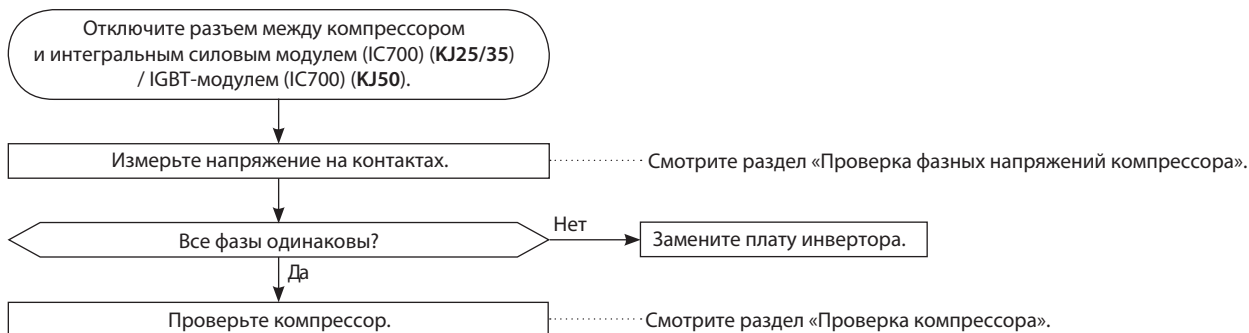 Отключите разъем между компрессором
и интегральным силовым модулем (IC700) (KJ25/35)
/ IGBT-модулем (IC700) (KJ50).
Измерьте напряжение на контактах.
Смотрите раздел «Проверка фазных напряжений компрессора».
Все фазы одинаковы?
Нет
Замените плату инвертора.
Да
Проверьте компрессор.
Смотрите раздел «Проверка компрессора».